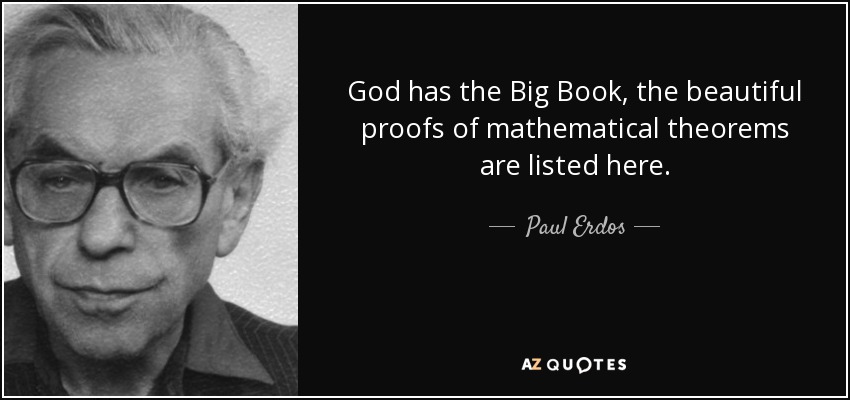 God has the Big Book, the beautiful
proofs of mathematical theorems
are listed here.
Paul Erdos
AZ QUOTES